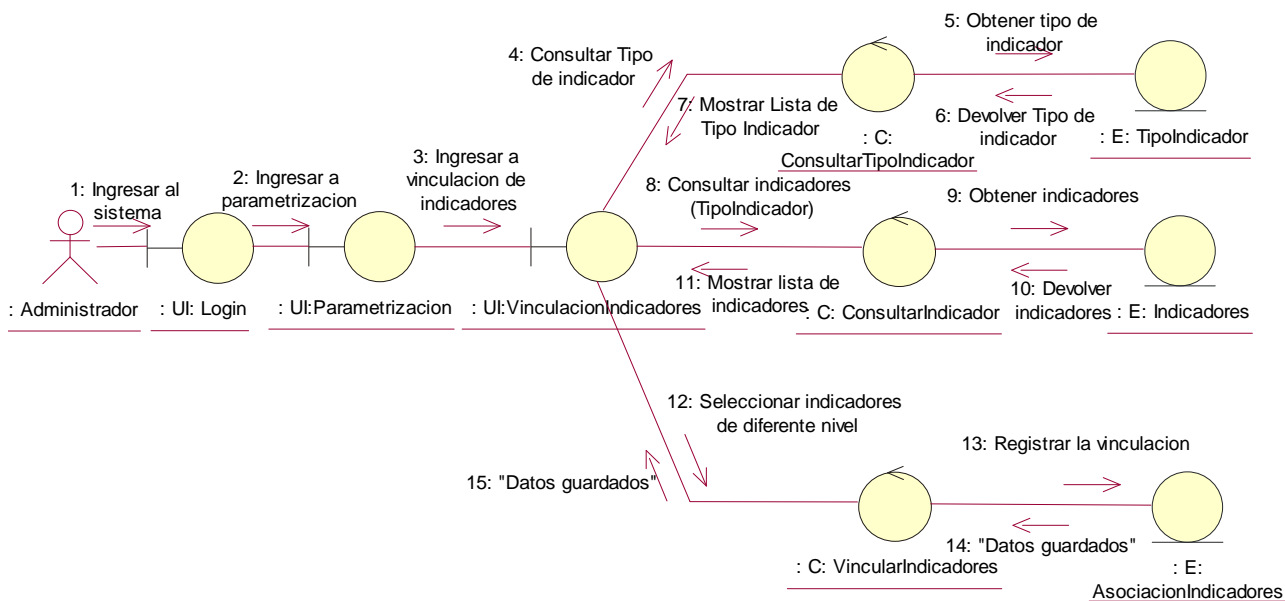 4: Consultar Tipo
de indicador
5: Obtener tipo de
indicador
7: Mostrar Lista de
Tipo Indicador
6: Devolver Tipo de
indicador
: C:
ConsultarTipoIndicador
: E: TipoIndicador
1: Ingresar al
sistema
2: Ingresar a
parametrizacion
3: Ingresar a
vinculacion de
indicadores
8: Consultar indicadores
(TipoIndicador)
9: Obtener indicadores
11: Mostrar lista de
indicadores
10: Devolver
indicadores
: Administrador
: UI: Login
: UI:Parametrizacion
: UI:VinculacionIndicadores
: C: ConsultarIndicador
: E: Indicadores
12: Seleccionar indicadores
de diferente nivel
13: Registrar la vinculacion
15: "Datos guardados"
14: "Datos guardados"
: C: VincularIndicadores
: E:
AsociacionIndicadores